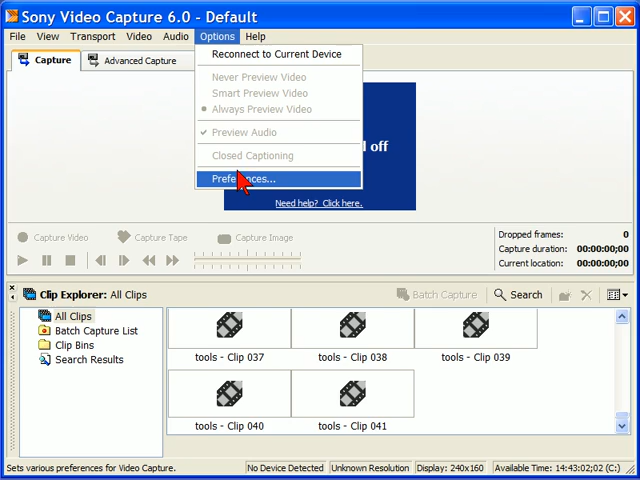 Sony Video Capture 6.0 - Default
File View Transport Video Audio Options Help
Capture
Advanced Capture
Reconnect to Current Device
Never Preview Video
Smart Preview Video
Always Preview Video
Preview Audio
Closed Captioning
Preferences...
off
Need help? Click here.
Capture Video Capture Tape Capture Image
Dropped frames: 0
Capture duration: 00:00:00;00
Current location: 00:00:00;00
Clip Explorer: All Clips
Batch Capture Search
All Clips
Batch Capture List
Clip Bins
Search Results
tools - Clip 037 tools - Clip 038 tools - Clip 039
tools - Clip 040 tools - Clip 041
Sets various preferences for Video Capture. No Device Detected Unknown Resolution Display: 240x160 Available Time: 14:43:02;02 (C:)